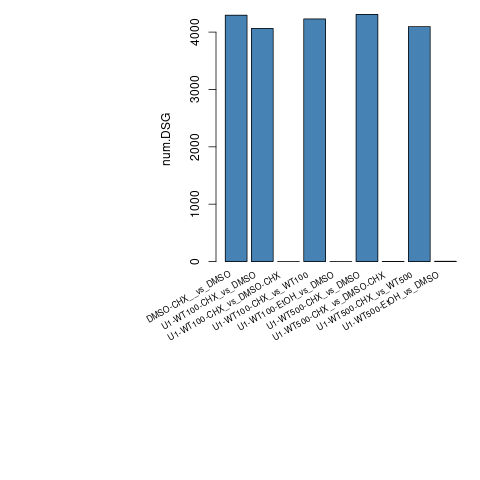 num.DSG
4000
3000
2000
1000
0
DMSO-CHX__vs_DMSO
U1-WT100-CHX_vs_DMSO
U1-WT100-CHX_vs_DMSO-CHX
U1-WT100-CHX_vs_WT100
U1-WT100-EtOH_vs_DMSO
U1-WT500-CHX_vs_DMSO
U1-WT500-CHX_vs_DMSO-CHX
U1-WT500-CHX_vs_WT500
U1-WT500-EtOH_vs_DMSO